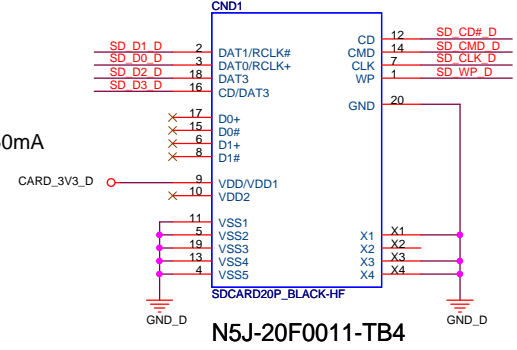 CND1
SD_D1_D 2 DAT1/RCLK# CD 12 SD_CD#_D
SD_D0_D 3 DAT0/RCLK+ CMD 14 SD_CMD_D
SD_D2_D 18 DAT3 CLK 7 SD_CLK_D
SD_D3_D 16 CD/DAT3 WP 1 SD_WP_D
GND 20
17 D0+
15 D0#
6 D1+
8 D1#
0mA
CARD_3V3_D 9 VDD/VDD1
10 VDD2
11 VSS1
5 VSS2 X1 X1
19 VSS3 X2 X2
13 VSS4 X3 X3
4 VSS5 X4 X4
SDCARD20P_BLACK-HF
GND_D GND_D
N5J-20F0011-TB4